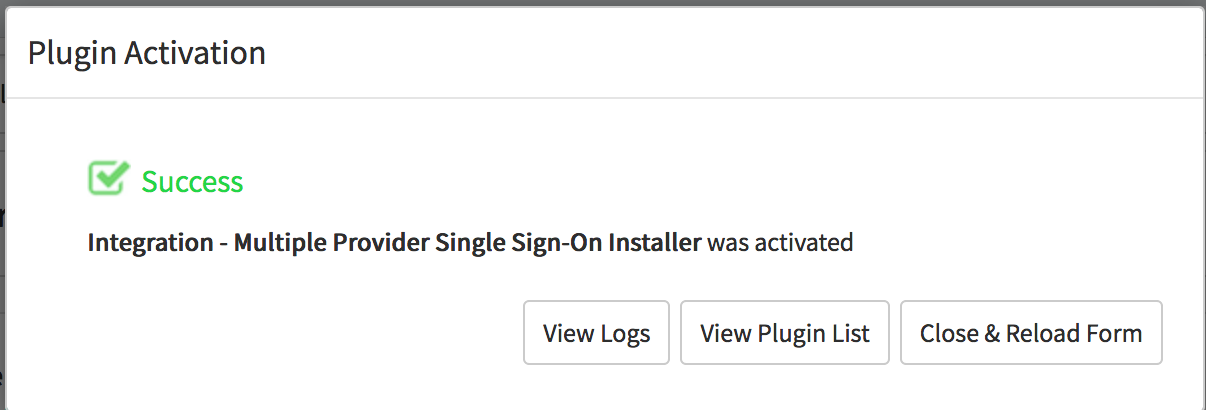 Plugin Activation
Success
Integration - Multiple Provider Single Sign-On Installer was activated
View Logs
View Plugin List
Close & Reload Form